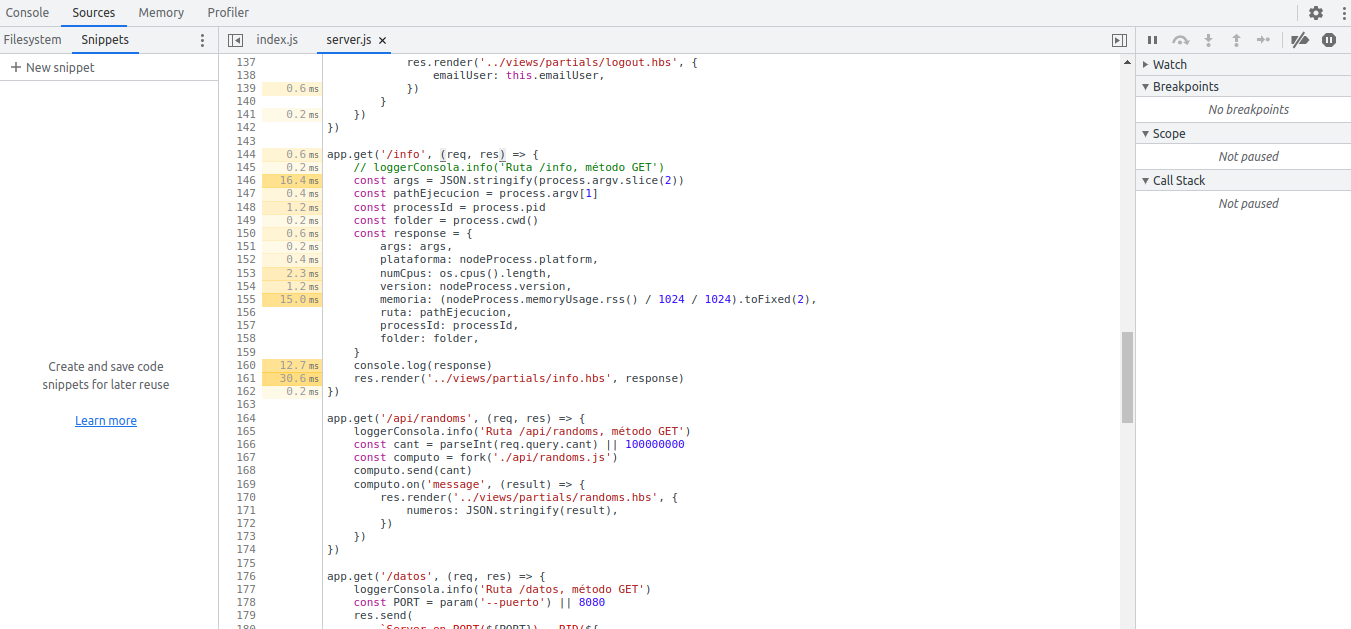 Console Sources Memory Profiler
Filesystem Snippets
index.js server.js ×
+ New snippet
Create and save code
snippets for later reuse
Learn more
137 res.render('../views/partials/logout.hbs', {
138 emailUser: this.emailUser,
139 0.6 ms })
140 }
141 0.2 ms })
142 })
143
144 0.6 ms app.get('/info', (req, res) => {
145 0.2 ms // loggerConsola.info('Ruta /info, método GET')
146 16.4 ms const args = JSON.stringify(process.argv.slice(2))
147 0.4 ms const pathEjecucion = process.argv[1]
148 1.2 ms const processId = process.pid
149 0.2 ms const folder = process.cwd()
150 0.6 ms const response = {
151 0.2 ms args: args,
152 0.4 ms plataforma: nodeProcess.platform,
153 2.3 ms numCpus: os.cpus().length,
154 1.2 ms version: nodeProcess.version,
155 15.0 ms memoria: (nodeProcess.memoryUsage.rss() / 1024 / 1024).toFixed(2),
156 ruta: pathEjecucion,
157 processId: processId,
158 folder: folder,
159 }
160 12.7 ms console.log(response)
161 30.6 ms res.render('../views/partials/info.hbs', response)
162 0.2 ms })
163
164 app.get('/api/randoms', (req, res) => {
165 loggerConsola.info('Ruta /api/randoms, método GET')
166 const cant = parseInt(req.query.cant) || 100000000
167 const computo = fork('./api/randoms.js')
168 computo.send(cant)
169 computo.on('message', (result) => {
170 res.render('../views/partials/randoms.hbs', {
171 numeros: JSON.stringify(result),
172 })
173 })
174 })
175
176 app.get('/datos', (req, res) => {
177 loggerConsola.info('Ruta /datos, método GET')
178 const PORT = param('--puerto') || 8080
179 res.send(
Watch
Breakpoints
No breakpoints
Scope
Not paused
Call Stack
Not paused